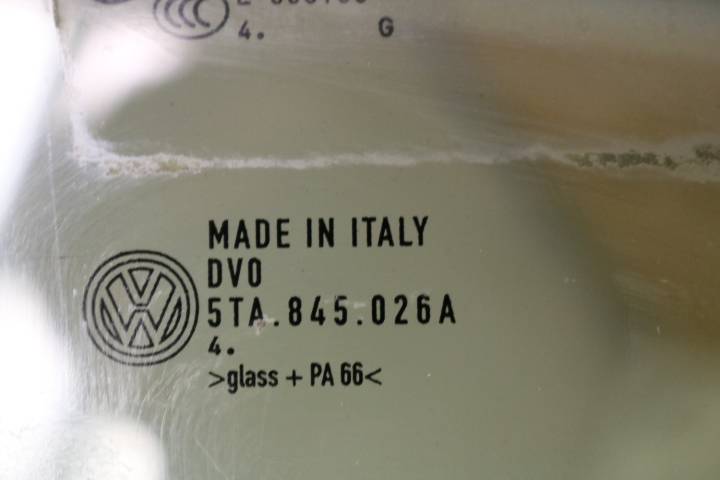 4. G
MADE IN ITALY
DVO
5TA.845.026A
4.
>glass + PA 66<